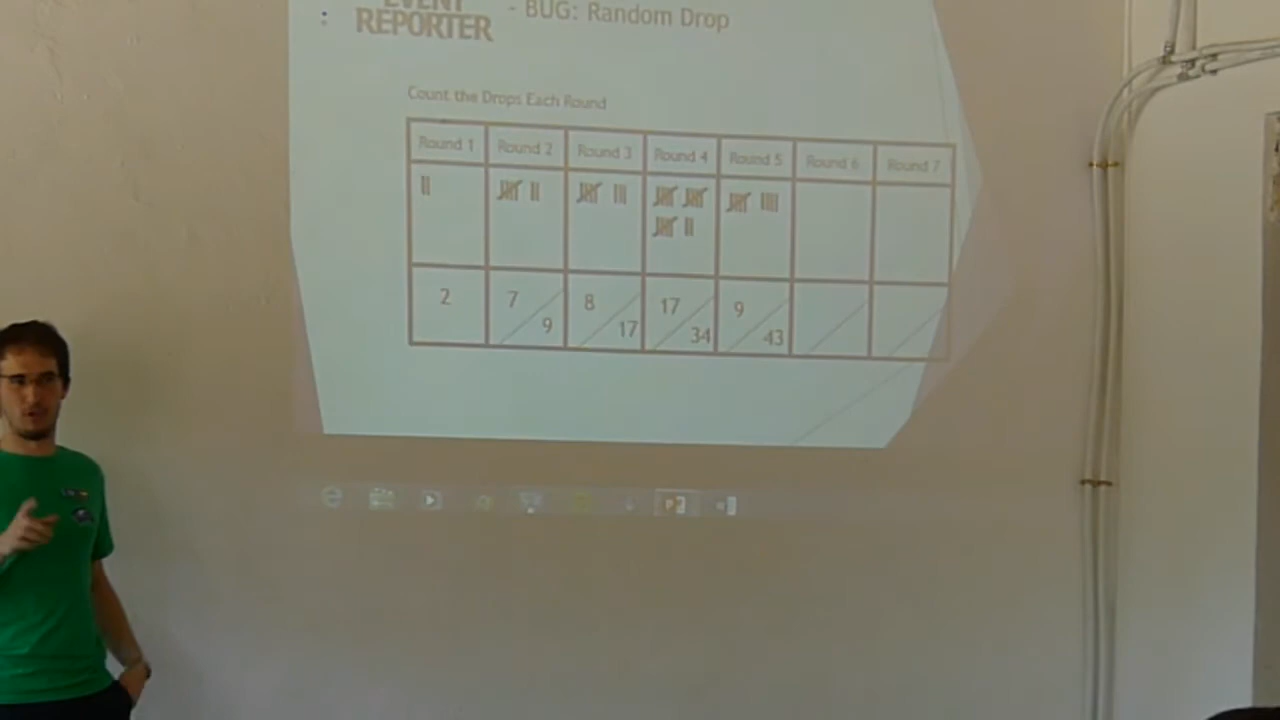 EVENT
REPORTER
- BUG: Random Drop
Count the Drops Each Round
Round 1 Round 2 Round 3 Round 4 Round 5 Round 6 Round 7
2 7 9 8 17 17 34 9 43